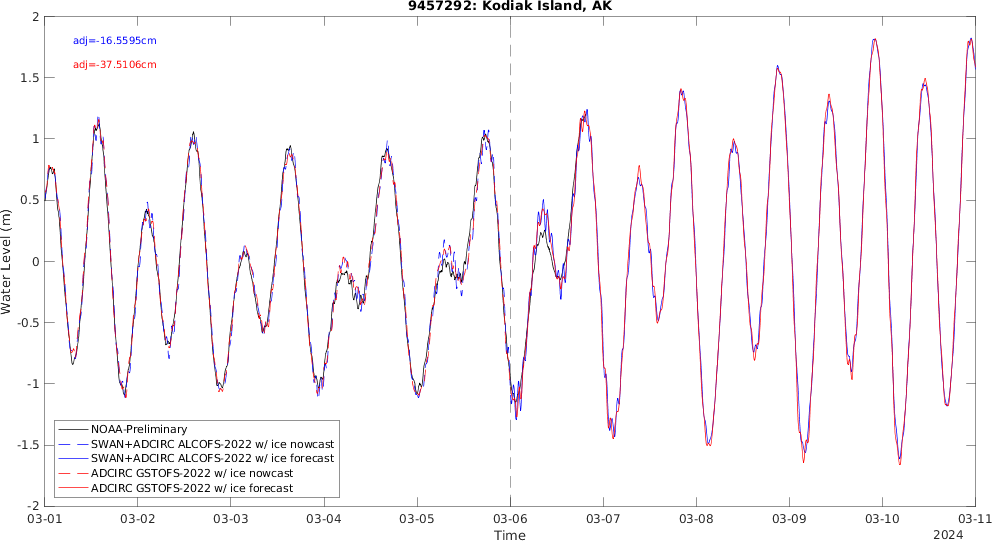 9457292: Kodiak Island, AK
adj=-16.5595cm
adj=-37.5106cm
Water Level (m)
2
1.5
1
0.5
0
-0.5
-1
-1.5
-2
NOAA-Preliminary
SWAN+ADCIRC ALCOFS-2022 w/ ice nowcast
SWAN+ADCIRC ALCOFS-2022 w/ ice forecast
ADCIRC GSTOFS-2022 w/ ice nowcast
ADCIRC GSTOFS-2022 w/ ice forecast
03-01 03-02 03-03 03-04 03-05 03-06 03-07 03-08 03-09 03-10 03-11
Time
2024